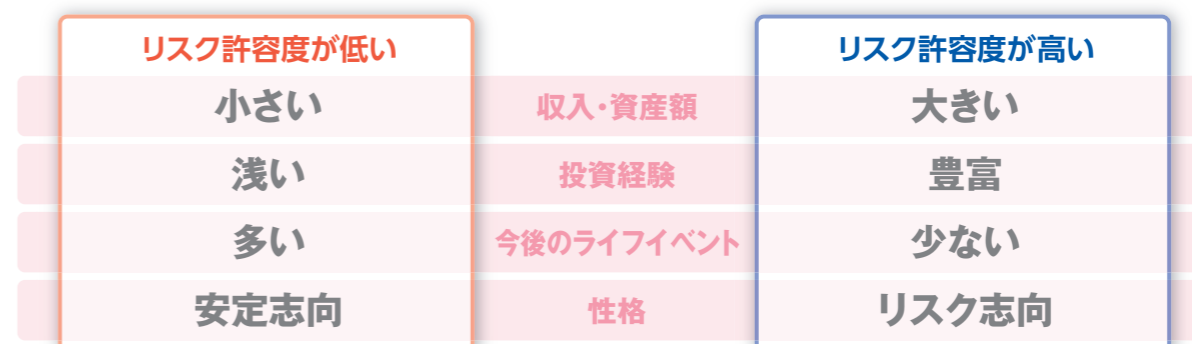 リスク許容度が低い リスク許容度が高い
小さい 収入・資産額 大きい
浅い 投資経験 豊富
多い 今後のライフイベント 少ない
安定志向 性格 リスク志向